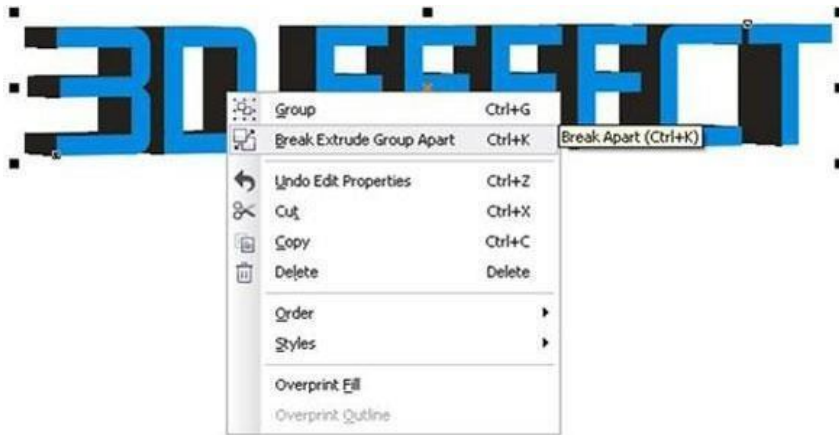 3D EFFECT
Group Ctrl+G
Break Extrude Group Apart Ctrl+K
Break Apart (Ctrl+K)
Undo Edit Properties Ctrl+Z
Cut Ctrl+X
Copy Ctrl+C
Delete Delete
Order
Styles
Overprint Fill
Overprint Outline